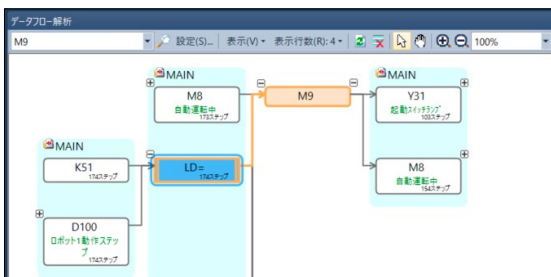 データフロー解析
M9
設定(S)...
表示(V)
表示行数(R): 4
100%
MAIN
M8
自動運転中
173ステップ
M9
MAIN
Y31
起動スイッチランプ
103ステップ
MAIN
K51
174ステップ
LD=
174ステップ
M8
自動運転中
154ステップ
D100
ロボット1動作ステッ
プ
174ステップ